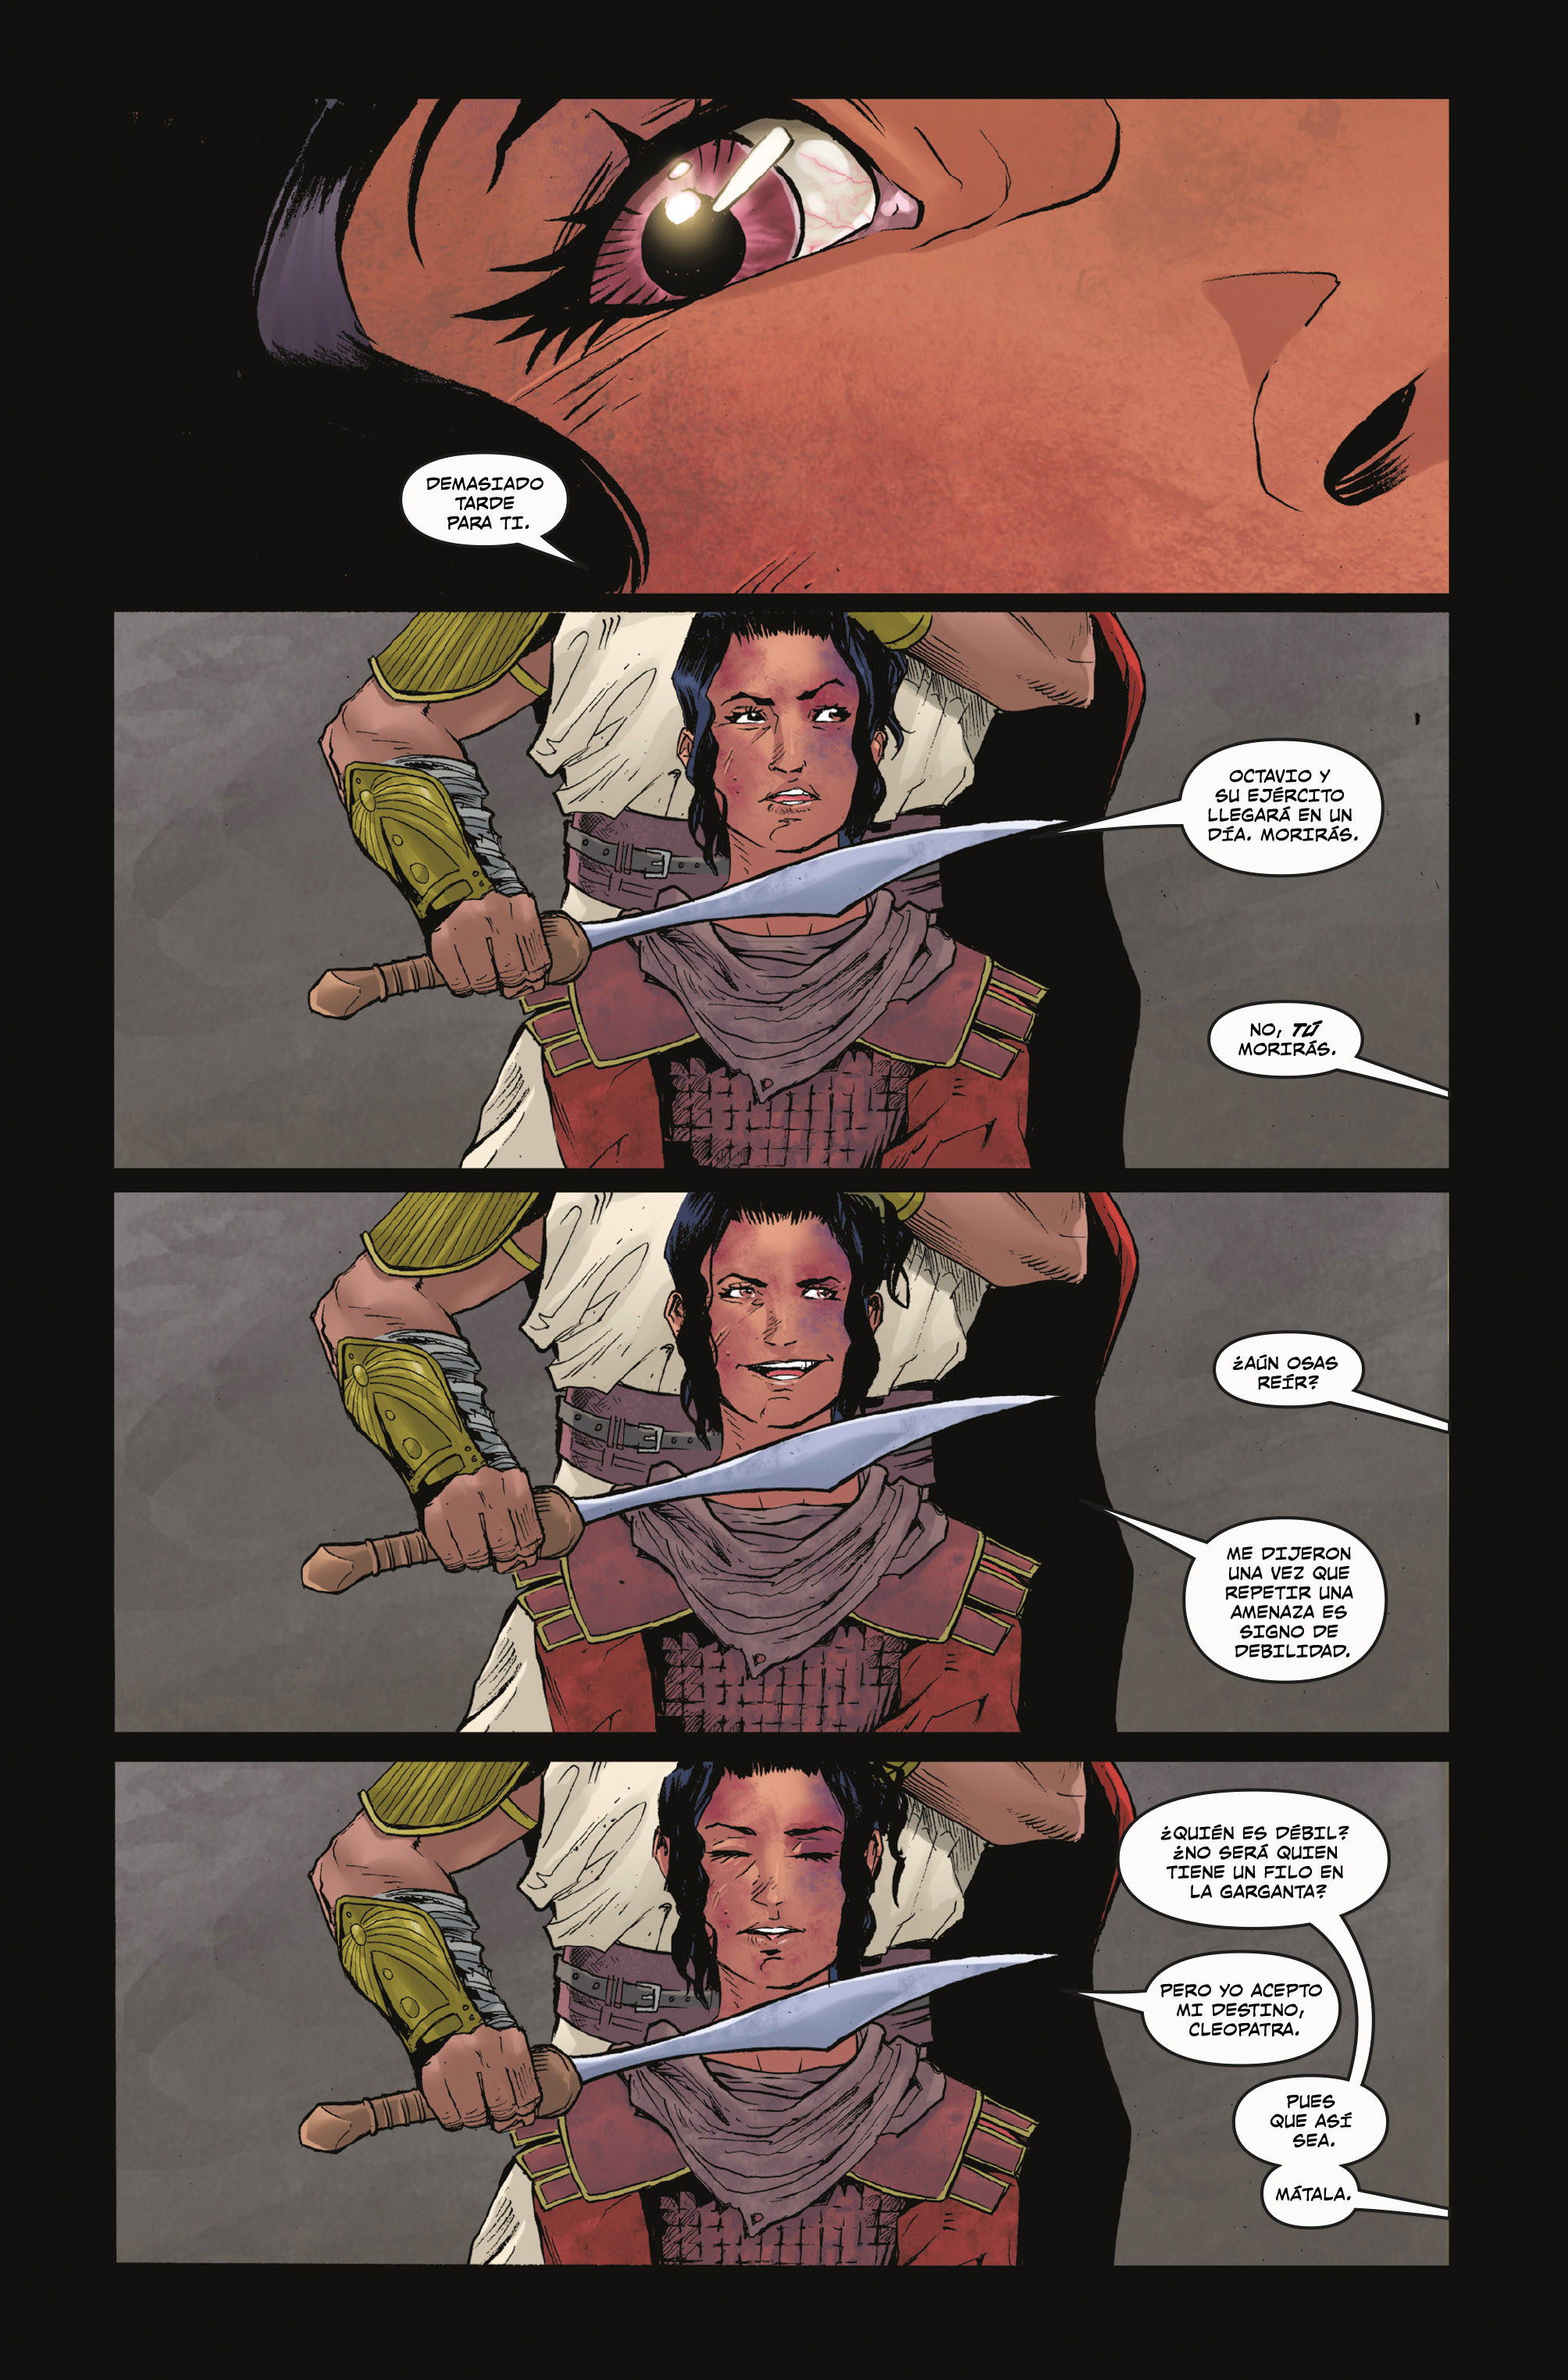 DEMASIADO
TARDE
PARA TI.
OCTAVIO Y
SU EJÉRCITO
LLEGARÁ EN UN
DÍA. MORIRÁS.
NO, TÚ
MORIRÁS.
¿AÚN OSAS
REÍR?
ME DIJERON
UNA VEZ QUE
REPETIR UNA
AMENAZA ES
SIGNO DE
DEBILIDAD.
¿QUIÉN ES DÉBIL?
¿NO SERÁ QUIEN
TIENE UN FILO EN
LA GARGANTA?
PERO YO ACEPTO
MI DESTINO,
CLEOPATRA.
PUES
QUE ASÍ
SEA.
MÁTALA.